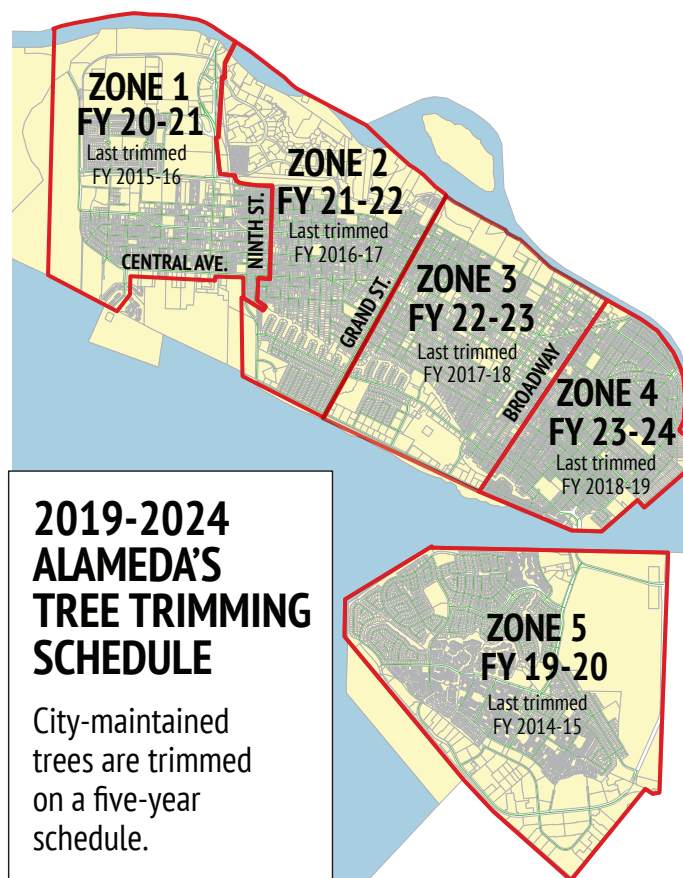 ZONE 1
FY 20-21
Last trimmed
FY 2015-16
ZONE 2
FY 21-22
Last trimmed
FY 2016-17
CENTRAL AVE.
NINTH ST.
GRAND ST.
ZONE 3
FY 22-23
Last trimmed
FY 2017-18
BROADWAY
ZONE 4
FY 23-24
Last trimmed
FY 2018-19
2019-2024
ALAMEDA’S
TREE TRIMMING
SCHEDULE
City-maintained
trees are trimmed
on a five-year
schedule.
ZONE 5
FY 19-20
Last trimmed
FY 2014-15